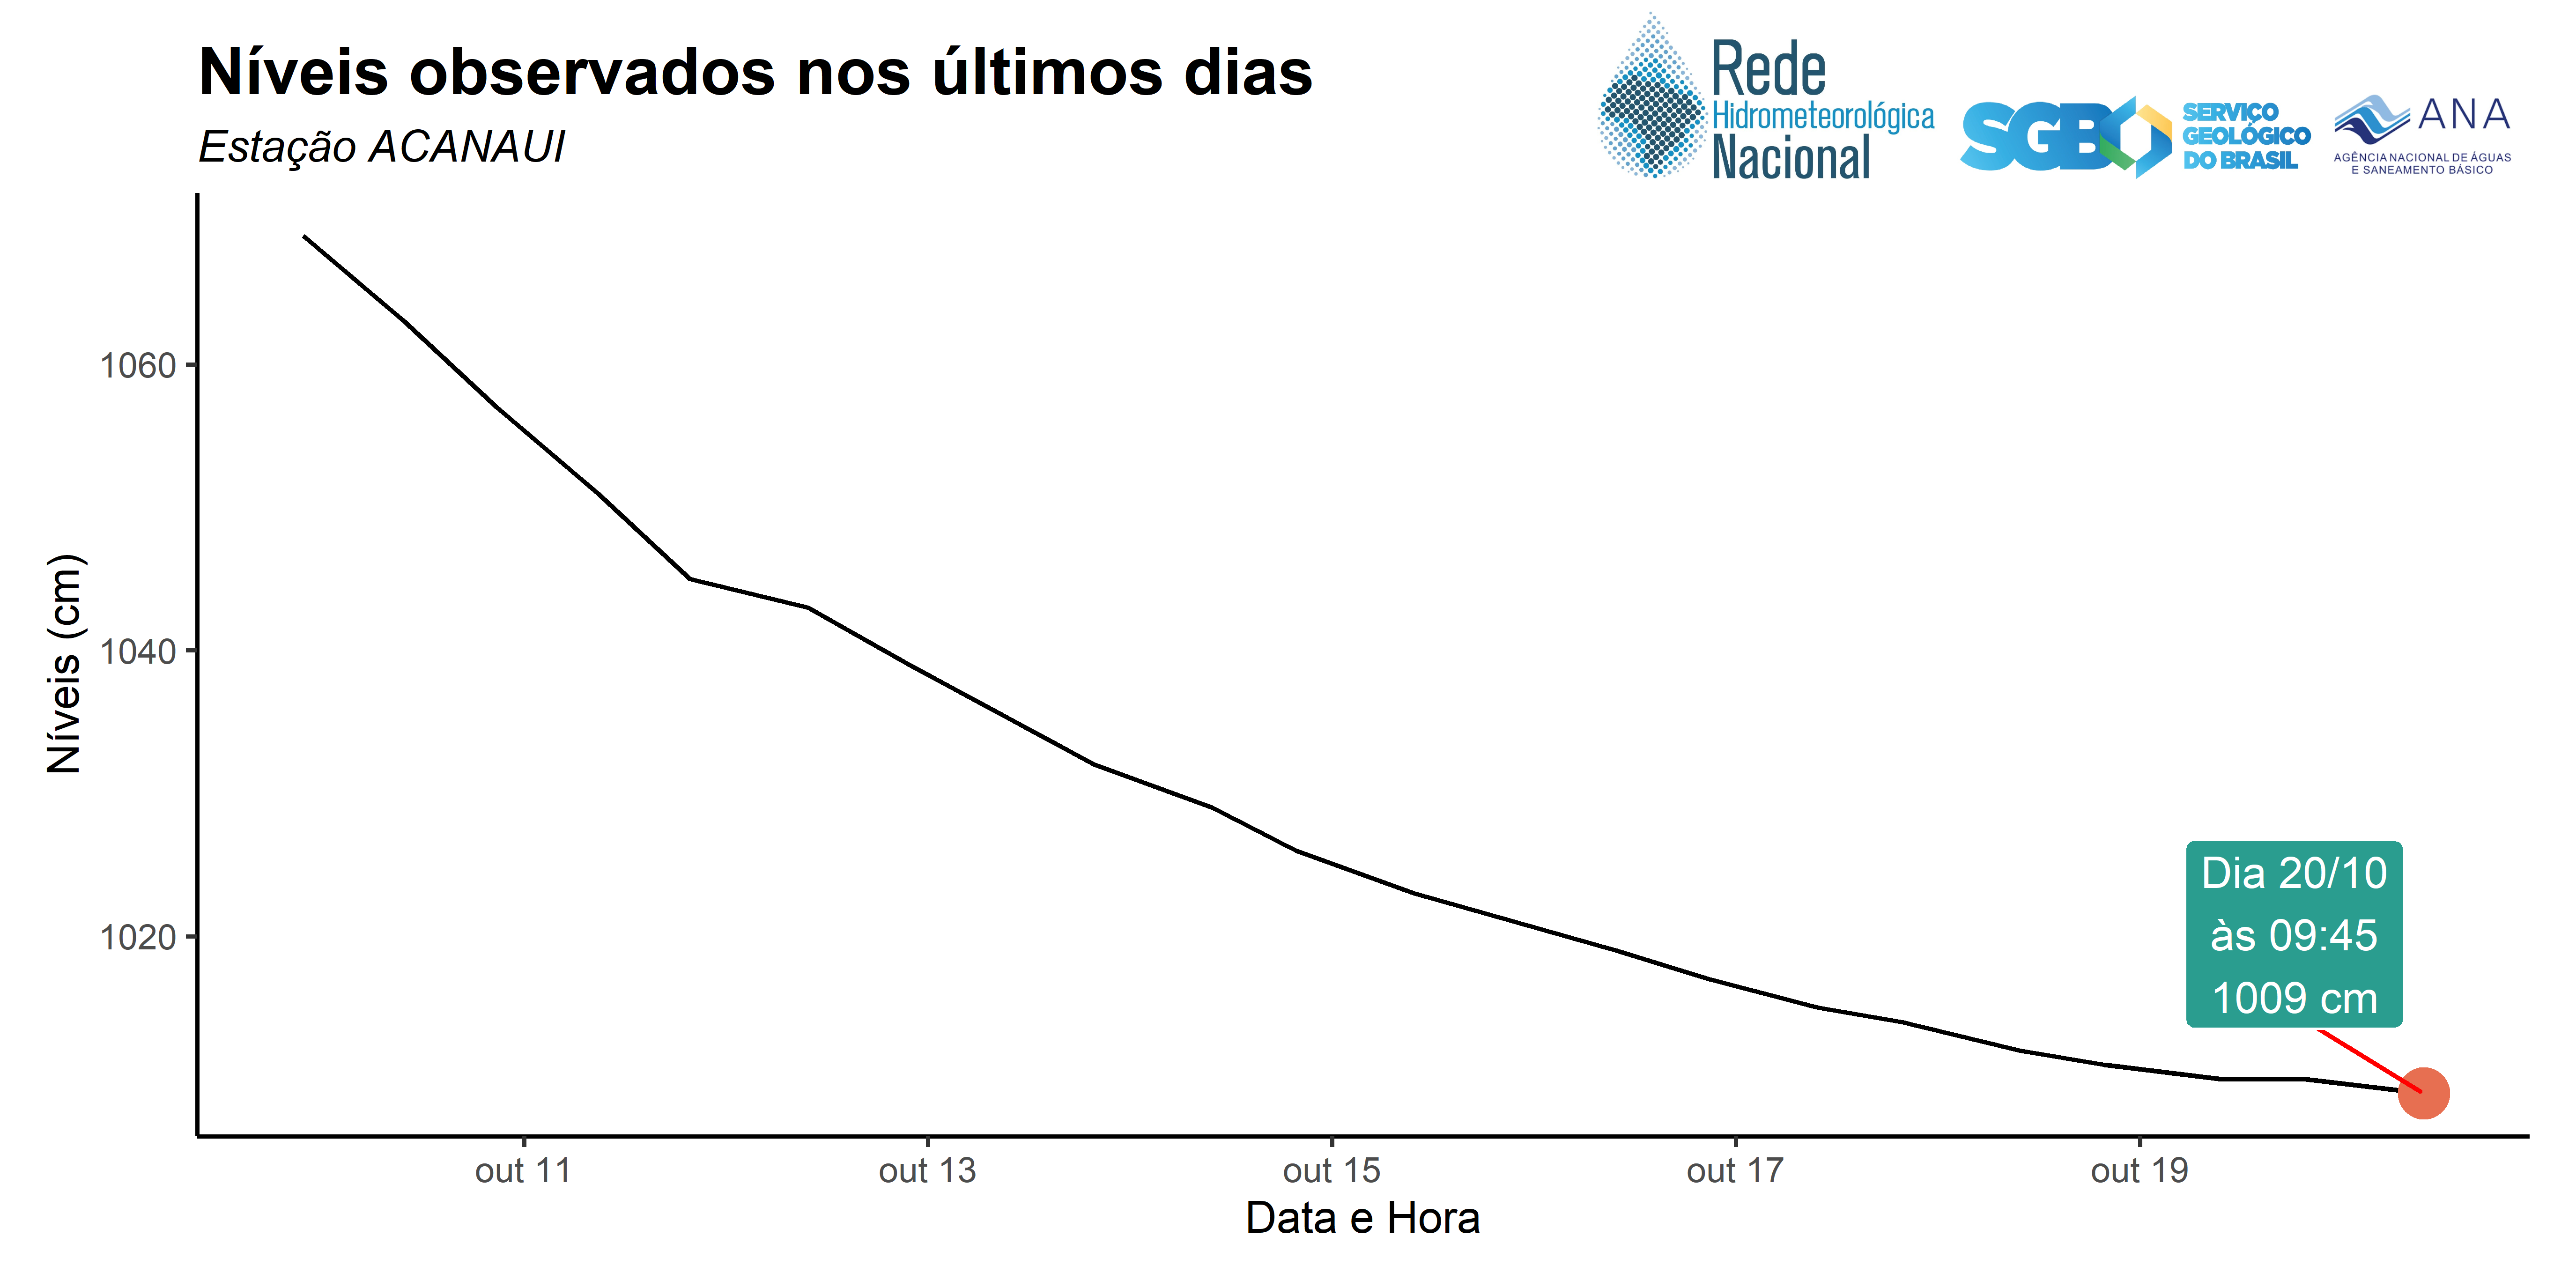 Níveis observados nos últimos dias
Estação ACANAUI
Rede
Hidrometeorológica
Nacional
SGB
SERVIÇO
GEOLÓGICO
DO BRASIL
ANA
AGÊNCIA NACIONAL DE ÁGUAS
E SANEAMENTO BÁSICO
Níveis (cm)
1060
1040
1020
Dia 20/10
às 09:45
1009 cm
out 11
out 13
out 15
out 17
out 19
Data e Hora